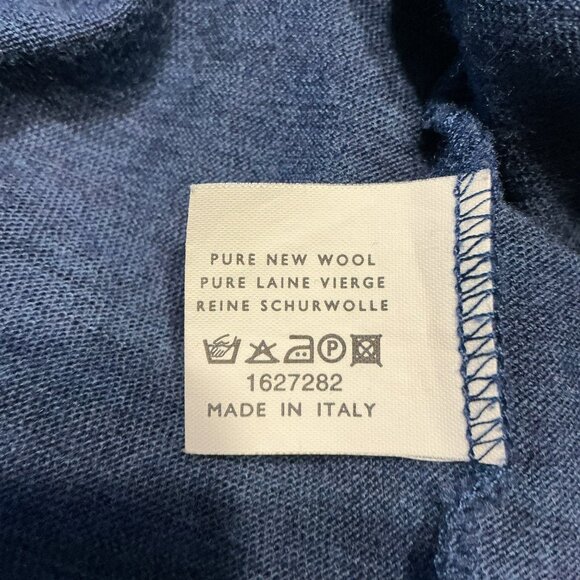 PURE NEW WOOL
PURE LAINE VIERGE
REINE SCHURWOLLE
P
1627282
MADE IN ITALY